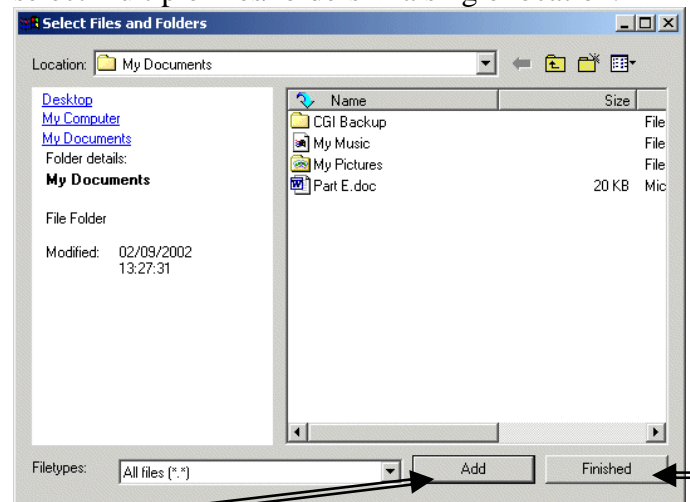 Select Files and Folders
Location: My Documents
Desktop
My Computer
My Documents
Folder details:
My Documents
File Folder
Modified: 02/09/2002
13:27:31
Name Size
CGI Backup File
My Music File
My Pictures File
Part E.doc 20 KB Mic
Filetypes: All files (*.*) Add Finished